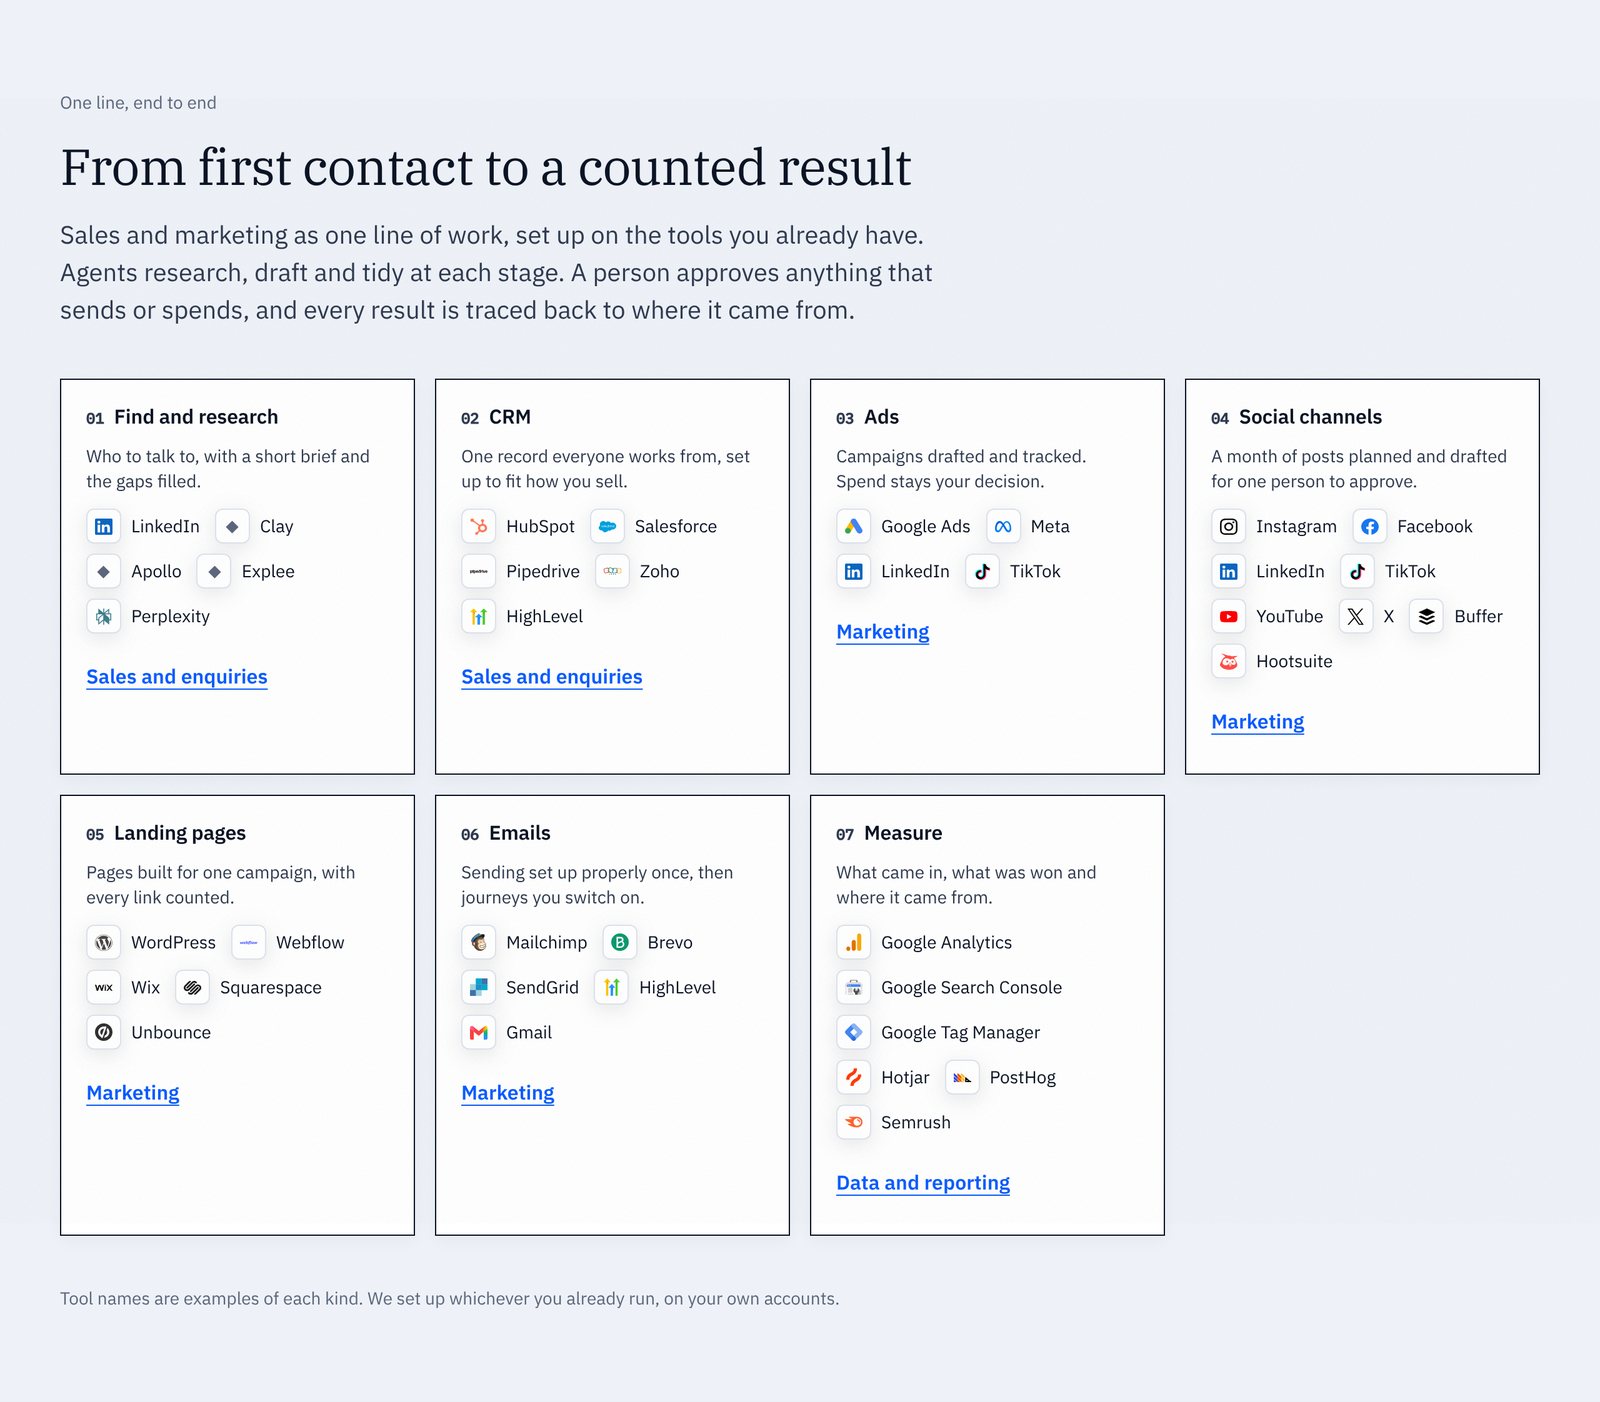 One line, end to end
From first contact to a counted result
Sales and marketing as one line of work, set up on the tools you already have.
Agents research, draft and tidy at each stage. A person approves anything that
sends or spends, and every result is traced back to where it came from.
01 Find and research
Who to talk to, with a short brief and
the gaps filled.
LinkedIn Clay
Apollo Explee
Perplexity
Sales and enquiries
02 CRM
One record everyone works from, set
up to fit how you sell.
HubSpot Salesforce
pipedrive Pipedrive Zoho
HighLevel
Sales and enquiries
03 Ads
Campaigns drafted and tracked.
Spend stays your decision.
Google Ads Meta
LinkedIn TikTok
Marketing
04 Social channels
A month of posts planned and drafted
for one person to approve.
Instagram Facebook
LinkedIn TikTok
YouTube X Buffer
Hootsuite
Marketing
05 Landing pages
Pages built for one campaign, with
every link counted.
WordPress webflow Webflow
WiX Wix Squarespace
Unbounce
Marketing
06 Emails
Sending set up properly once, then
journeys you switch on.
Mailchimp Brevo
SendGrid HighLevel
Gmail
Marketing
07 Measure
What came in, what was won and
where it came from.
Google Analytics
Google Search Console
Google Tag Manager
Hotjar PostHog
Semrush
Data and reporting
Tool names are examples of each kind. We set up whichever you already run, on your own accounts.